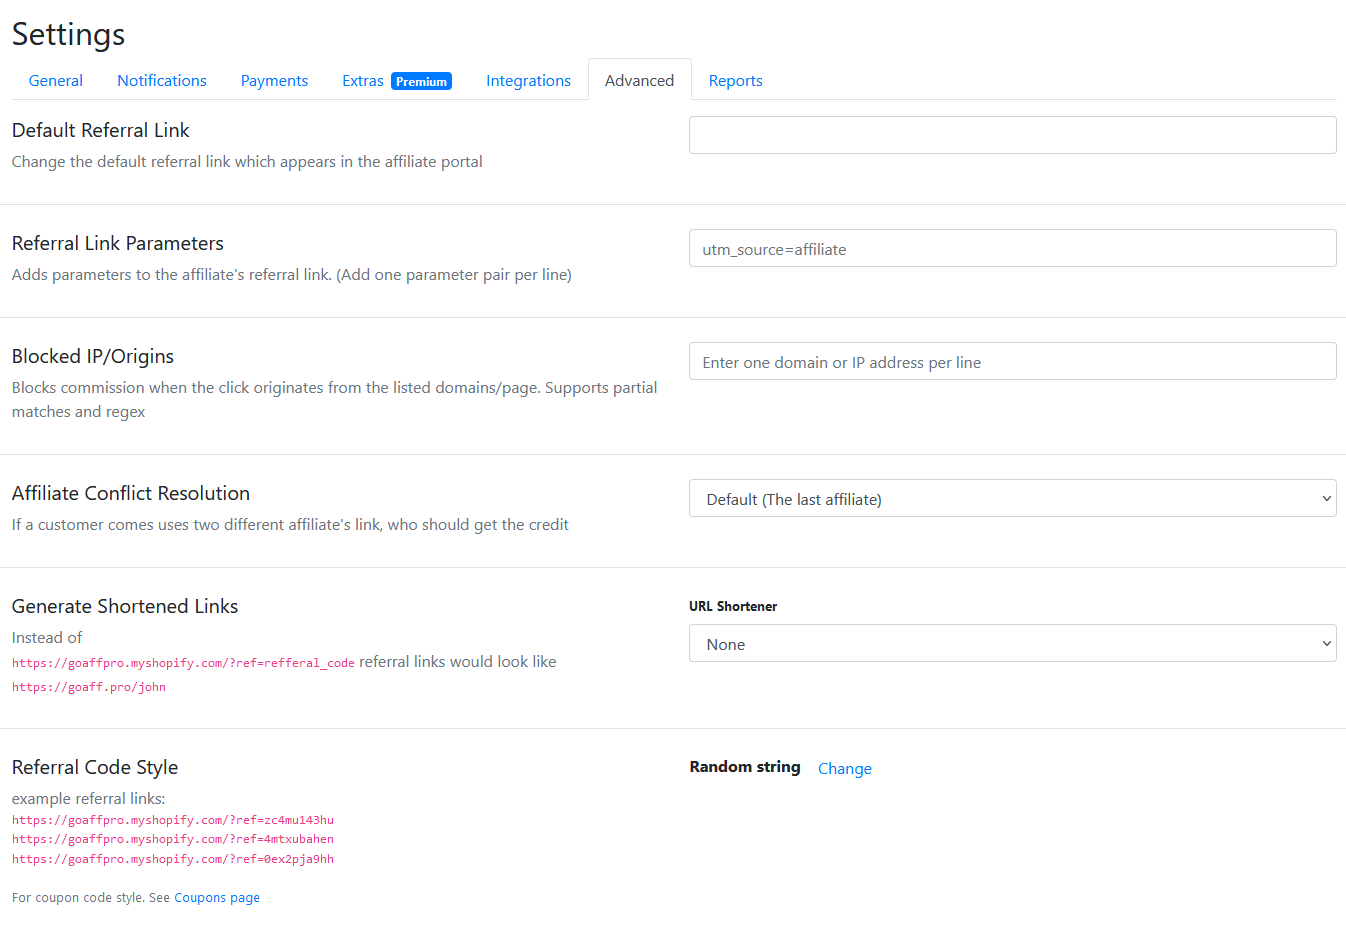 Settings
General Notifications Payments Extras Premium Integrations Advanced Reports
Default Referral Link
Change the default referral link which appears in the affiliate portal
Referral Link Parameters
utm_source=affiliate
Adds parameters to the affiliate's referral link. (Add one parameter pair per line)
Blocked IP/Origins
Enter one domain or IP address per line
Blocks commission when the click originates from the listed domains/page. Supports partial
matches and regex
Affiliate Conflict Resolution
Default (The last affiliate)
If a customer comes uses two different affiliate's link, who should get the credit
Generate Shortened Links
URL Shortener
Instead of
None
https://goaffpro.myshopify.com/?ref=refferal_code referral links would look like
https://goaff.pro/john
Referral Code Style
Random string Change
example referral links:
https://goaffpro.myshopify.com/?ref=zc4mu143hu
https://goaffpro.myshopify.com/?ref=4mtxubahen
https://goaffpro.myshopify.com/?ref=0ex2pja9hh
For coupon code style. See Coupons page